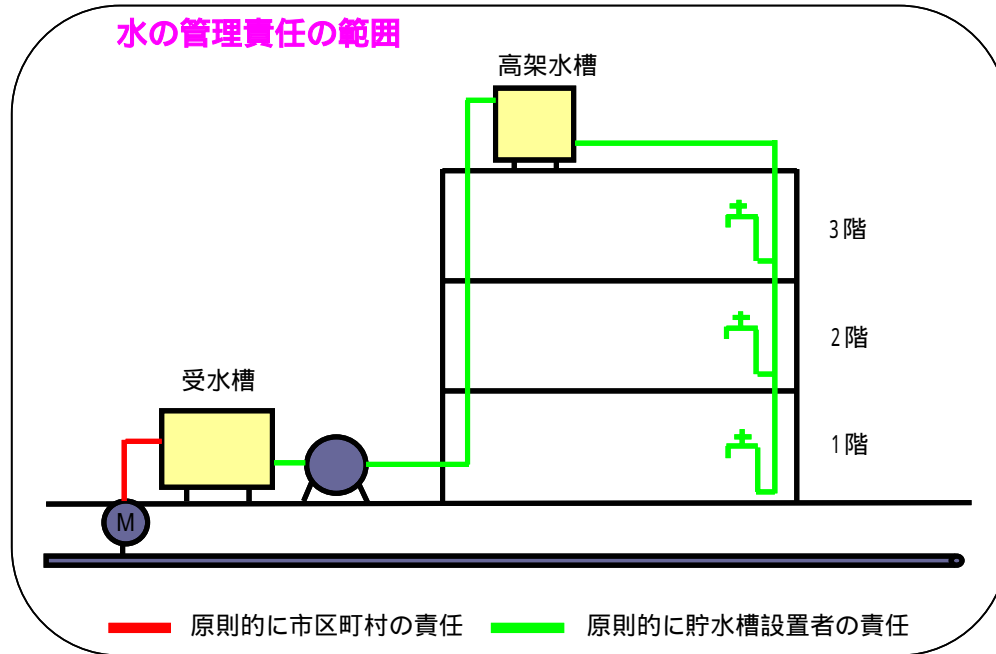 水の管理責任の範囲
高架水槽
3階
2階
受水槽
1階
M
原則的に市区町村の責任
原則的に貯水槽設置者の責任